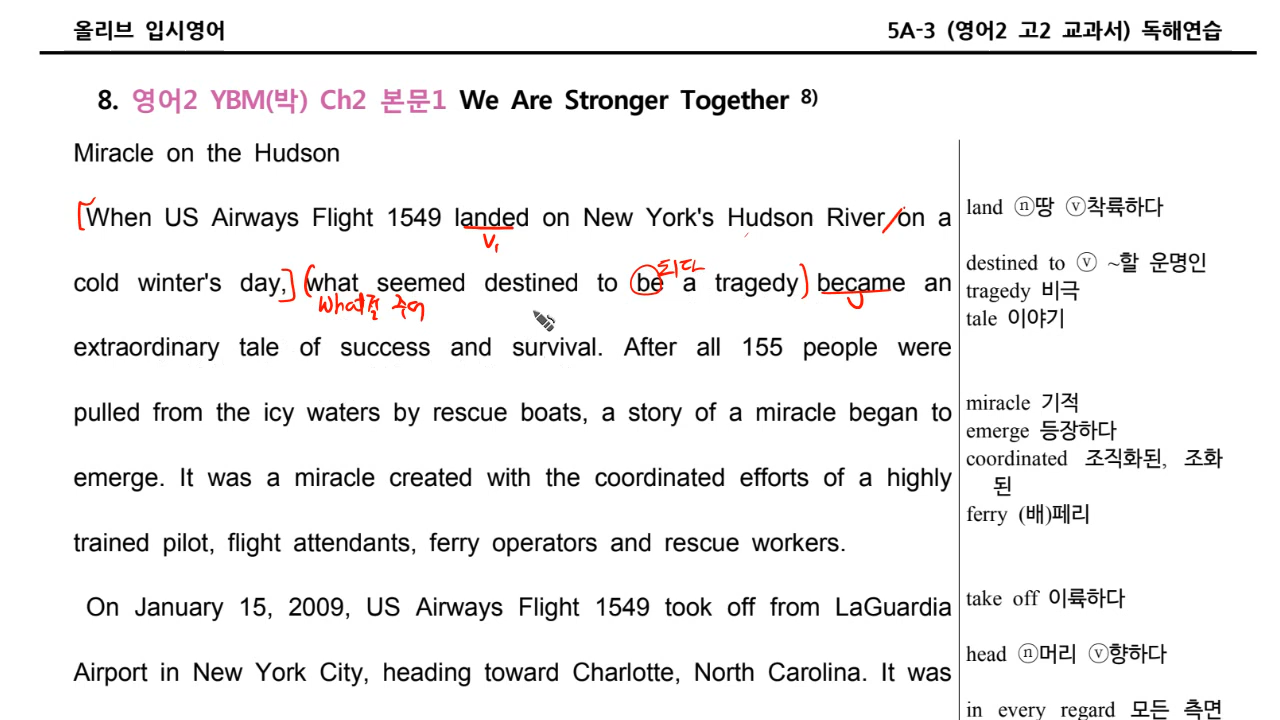 올리브 입시영어
5A-3 (영어2 고2 교과서) 독해연습
8. 영어2 YBM(박) Ch2 본문1 We Are Stronger Together 8)
Miracle on the Hudson
When US Airways Flight 1549 landed on New York's Hudson River on a
V₁
cold winter's day, what seemed destined to be a tragedy became an
되다
what절 주어
V
extraordinary tale of success and survival. After all 155 people were
pulled from the icy waters by rescue boats, a story of a miracle began to
emerge. It was a miracle created with the coordinated efforts of a highly
trained pilot, flight attendants, ferry operators and rescue workers.
On January 15, 2009, US Airways Flight 1549 took off from LaGuardia
Airport in New York City, heading toward Charlotte, North Carolina. It was
land ⓝ땅 ⓥ착륙하다
destined to ⓥ ~할 운명인
tragedy 비극
tale 이야기
miracle 기적
emerge 등장하다
coordinated 조직화된, 조화
된
ferry (배)페리
take off 이륙하다
head ⓝ머리 ⓥ향하다
in every regard 모든 측면